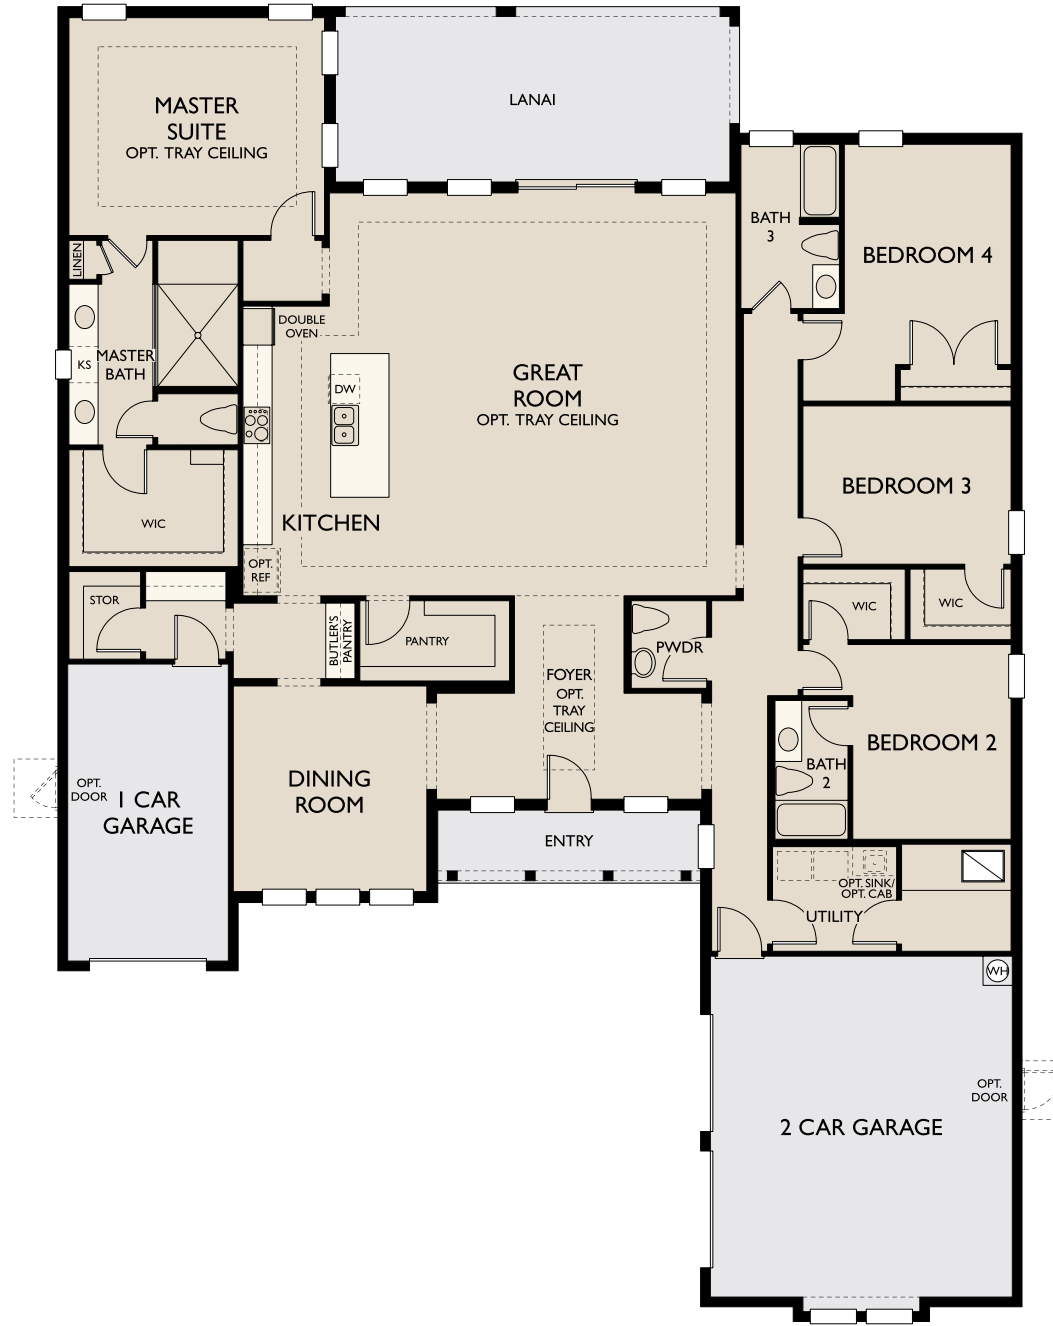 LANAI
MASTER
SUITE
OPT. TRAY CEILING
BATH
3
BEDROOM 4
LINEN
DOUBLE
OVEN
KS
MASTER
BATH
DW
GREAT
ROOM
OPT. TRAY CEILING
BEDROOM 3
WIC
KITCHEN
OPT.
REF
STOR
BUTLER'S
PANTRY
PANTRY
PWDR
WIC
WIC
FOYER
OPT.
TRAY
CEILING
BEDROOM 2
BATH
2
OPT.
DOOR
1 CAR
GARAGE
DINING
ROOM
ENTRY
OPT. SINK/
OPT. CAB
UTILITY
WH
OPT.
DOOR
2 CAR GARAGE